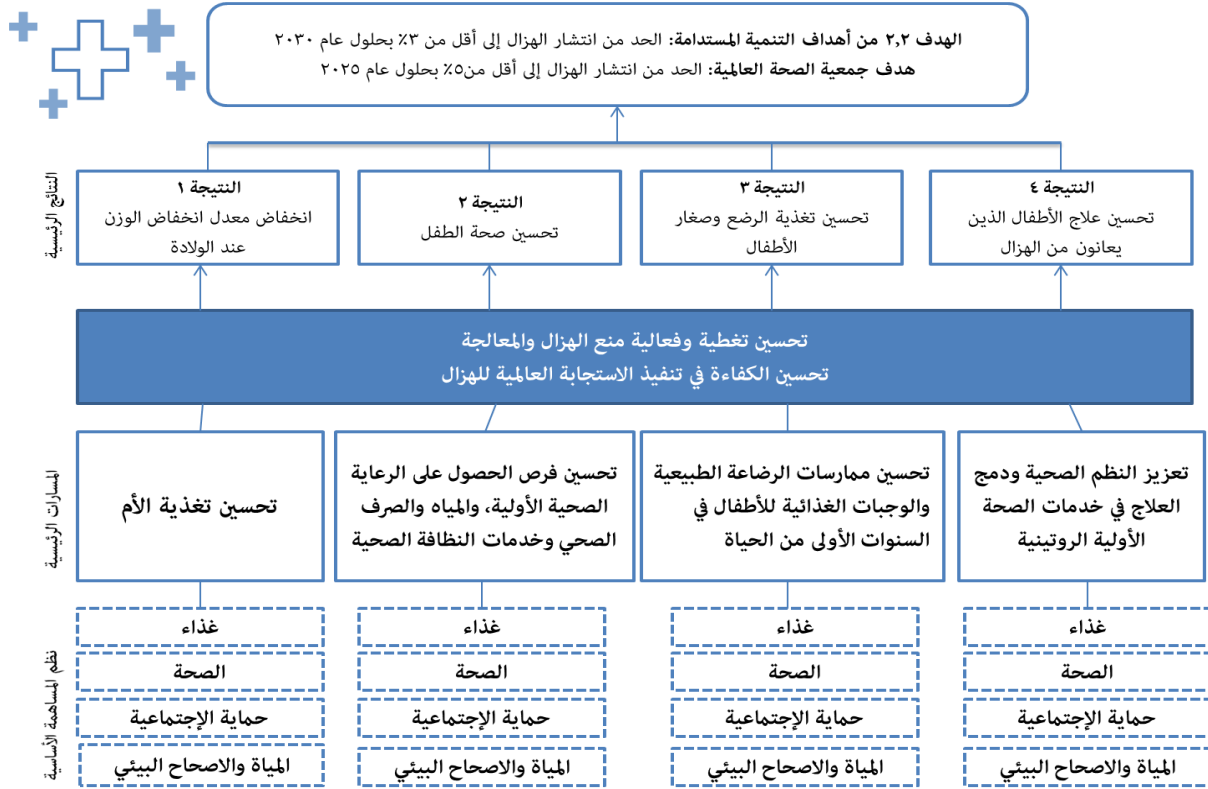 الهدف ٢,٢ من أهداف التنمية المستدامة: الحد من انتشار الهزال إلى أقل من ٣٪ بحلول عام ٢٠٣٠
هدف جمعية الصحة العالمية: الحد من انتشار الهزال إلى أقل من٥٪ بحلول عام ٢٠٢٥
النتائج الرئيسية
النتيجة ١
انخفاض معدل انخفاض الوزن
عند الولادة
النتيجة ٢
تحسين صحة الطفل
النتيجة ٣
تحسين تغذية الرضع وصغار
الأطفال
النتيجة ٤
تحسين علاج الأطفال الذين
يعانون من الهزال
تحسين تغطية وفعالية منع الهزال والمعالجة
تحسين الكفاءة في تنفيذ الاستجابة العالمية للهزال
المسارات الرئيسية
تحسين تغذية الأم
تحسين فرص الحصول على الرعاية
الصحية الأولية، والمياه والصرف
الصحي وخدمات النظافة الصحية
تحسين ممارسات الرضاعة الطبيعية
والوجبات الغذائية للأطفال في
السنوات الأولى من الحياة
تعزيز النظم الصحية ودمج
العلاج في خدمات الصحة
الأولية الروتينية
نظم المساهمة الأساسية
غذاء
الصحة
حماية الإجتماعية
المياة والاصحاح البيئي
غذاء
الصحة
حماية الإجتماعية
المياة والاصحاح البيئي
غذاء
الصحة
حماية الإجتماعية
المياة والاصحاح البيئي
غذاء
الصحة
حماية الإجتماعية
المياة والاصحاح البيئي